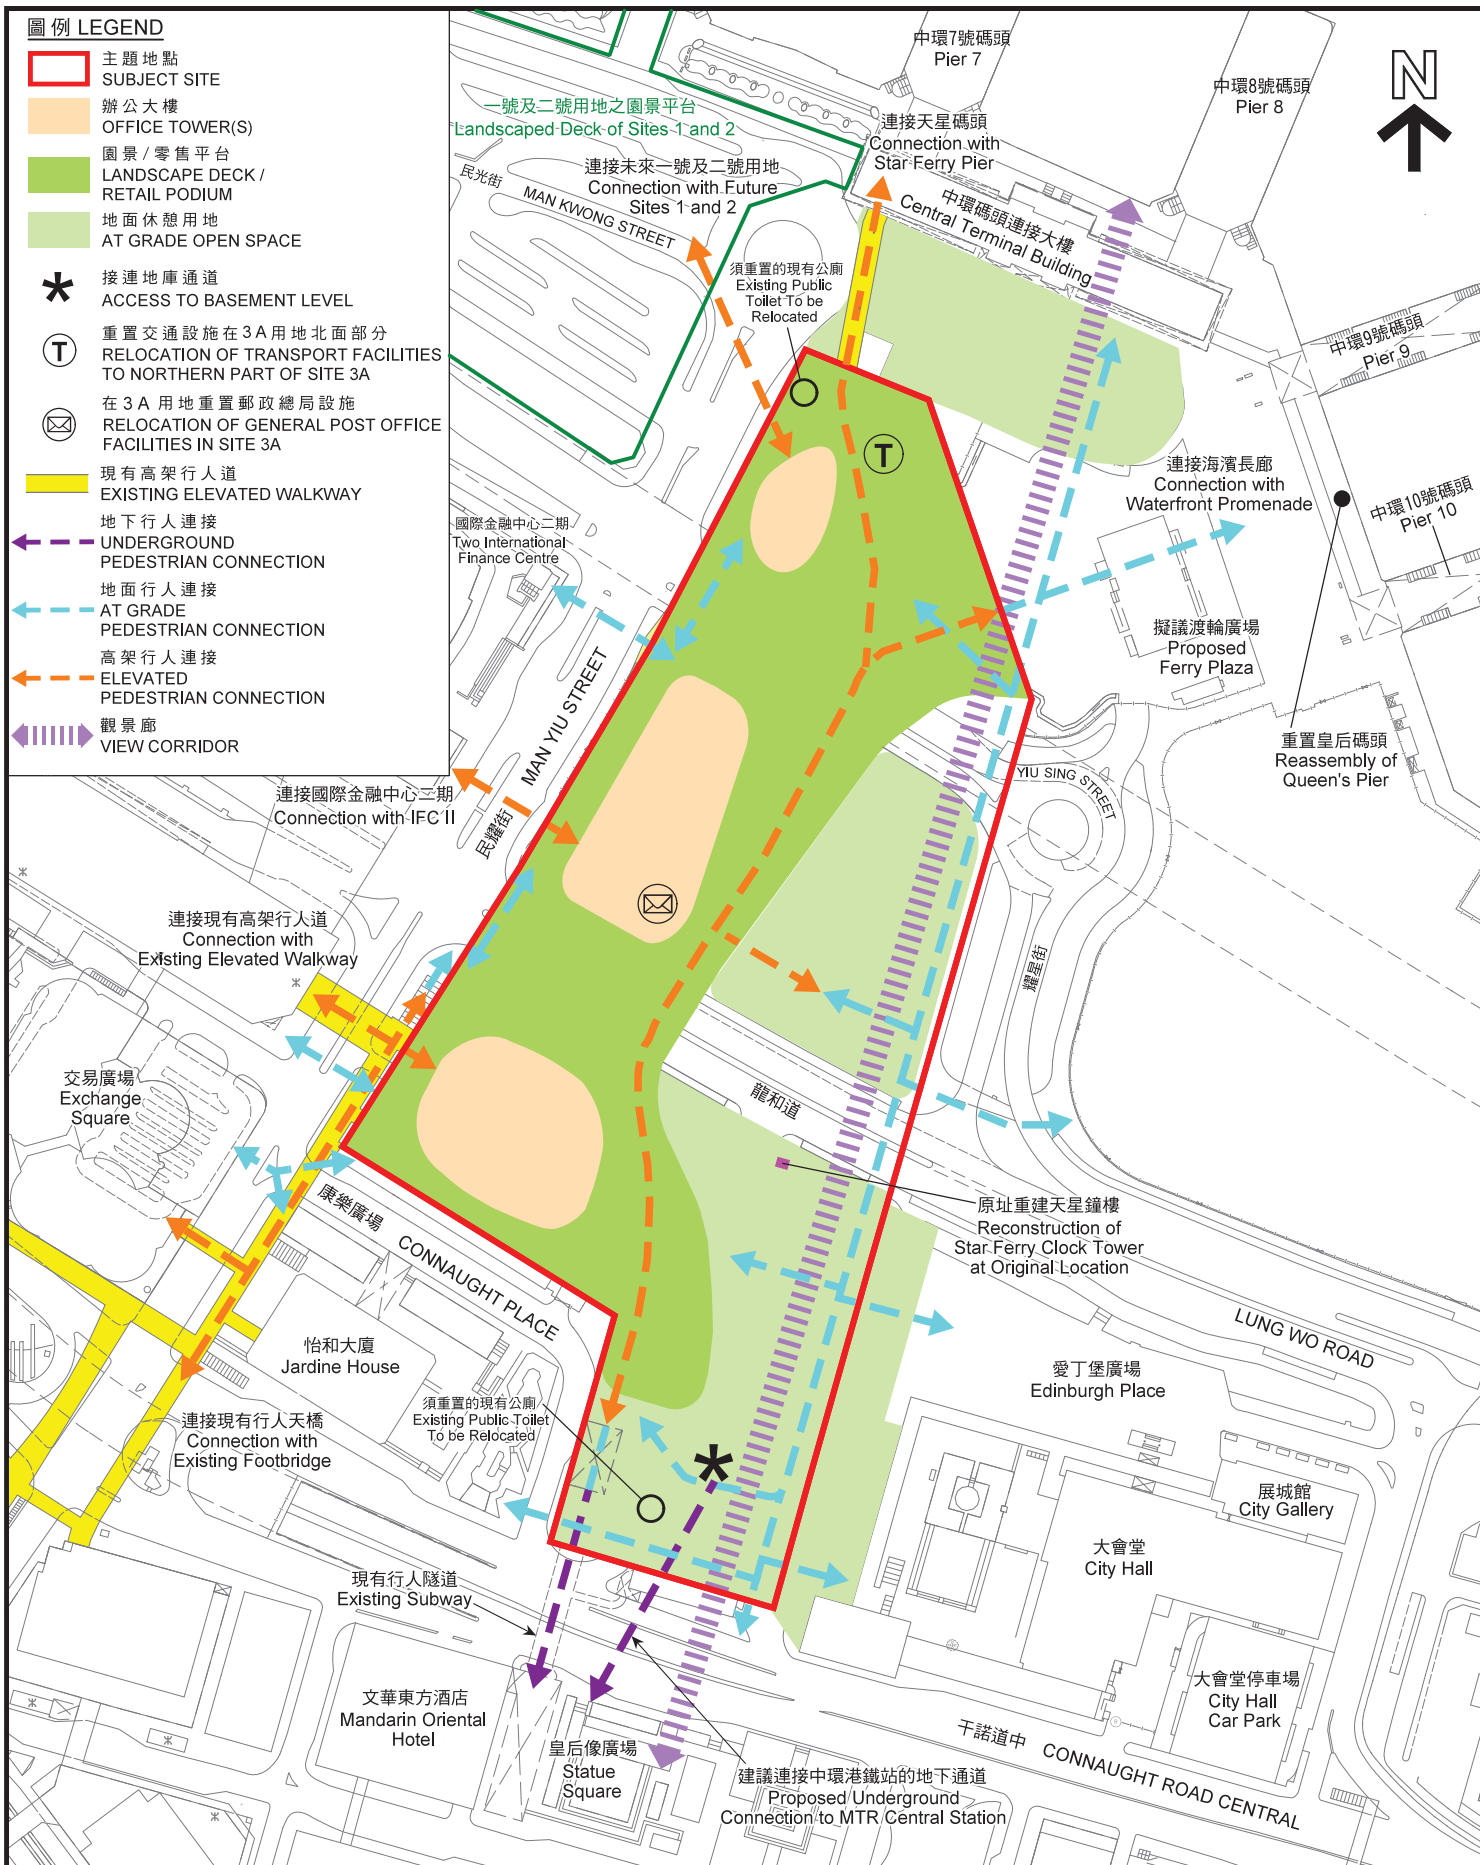 圖例 LEGEND
主題地點
SUBJECT SITE
辦公大樓
OFFICE TOWER(S)
園景 / 零售平台
LANDSCAPE DECK /
RETAIL PODIUM
地面休憩用地
AT GRADE OPEN SPACE
接連地庫通道
ACCESS TO BASEMENT LEVEL
T
重置交通設施在3A用地北面部分
RELOCATION OF TRANSPORT FACILITIES
TO NORTHERN PART OF SITE 3A
在3A 用地重置郵政總局設施
RELOCATION OF GENERAL POST OFFICE
FACILITIES IN SITE 3A
現有高架行人道
EXISTING ELEVATED WALKWAY
地下行人連接
UNDERGROUND
PEDESTRIAN CONNECTION
地面行人連接
AT GRADE
PEDESTRIAN CONNECTION
高架行人連接
ELEVATED
PEDESTRIAN CONNECTION
觀景廊
VIEW CORRIDOR
中環7號碼頭
Pier 7
中環8號碼頭
Pier 8
N
一號及二號用地之園景平台
Landscaped Deck of Sites 1 and 2
連接天星碼頭
Connection with
Star Ferry Pier
民光街 MAN KWONG STREET
連接未來一號及二號用地
Connection with Future
Sites 1 and 2
中環碼頭連接大樓
Central Terminal Building
須重置的現有公廁
Existing Public
Toilet To be
Relocated
中環9號碼頭
Pier 9
T
連接海濱長廊
Connection with
Waterfront Promenade
中環10號碼頭
Pier 10
國際金融中心二期
Two International
Finance Centre
擬議渡輪廣場
Proposed
Ferry Plaza
民耀街 MAN YIU STREET
重置皇后碼頭
Reassembly of
Queen's Pier
YIU SING STREET
連接國際金融中心二期
Connection with IFC II
連接現有高架行人道
Connection with
Existing Elevated Walkway
耀星街
交易廣場
Exchange
Square
龍和道
原址重建天星鐘樓
Reconstruction of
Star Ferry Clock Tower
at Original Location
康樂廣場 CONNAUGHT PLACE
LUNG WO ROAD
怡和大廈
Jardine House
愛丁堡廣場
Edinburgh Place
須重置的現有公廁
Existing Public Toilet
To be Relocated
連接現有行人天橋
Connection with
Existing Footbridge
展城館
City Gallery
大會堂
City Hall
現有行人隧道
Existing Subway
大會堂停車場
City Hall
Car Park
文華東方酒店
Mandarin Oriental
Hotel
皇后像廣場
Statue
Square
干諾道中 CONNAUGHT ROAD CENTRAL
建議連接中環港鐵站的地下通道
Proposed Underground
Connection to MTR Central Station